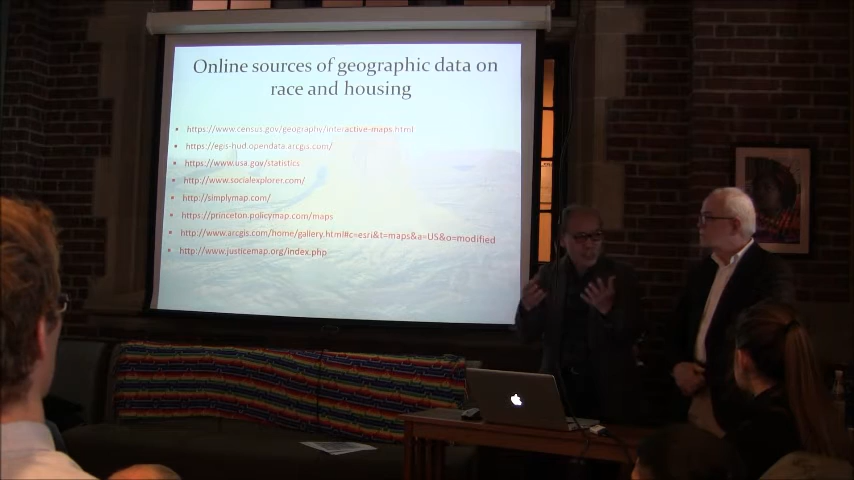 Online sources of geographic data on
race and housing
• https://www.census.gov/geography/interactive-maps.html
• https://egis-hud.opendata.arcgis.com/
• https://www.usa.gov/statistics
• http://www.socialexplorer.com/
• http://simplymap.com/
• https://princeton.policymap.com/maps
• http://www.arcgis.com/home/gallery.html#c=esri&t=maps&a=US&o=modified
• http://www.justicemap.org/index.php